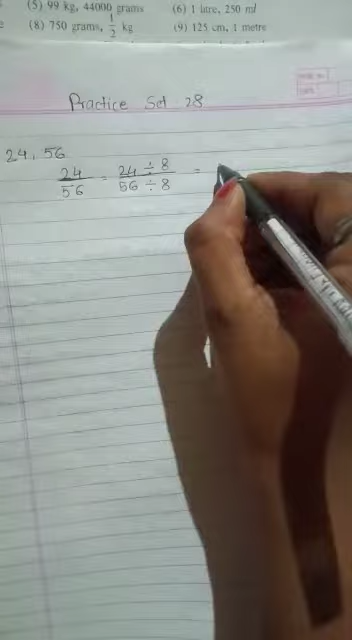 (5) 99 kg, 44000 grams (6) 1 litre, 250 ml
(8) 750 grams, 1/2 kg (9) 125 cm, 1 metre
Practice Set 28
24, 56
24/56 = 24 ÷ 8/56 ÷ 8 =